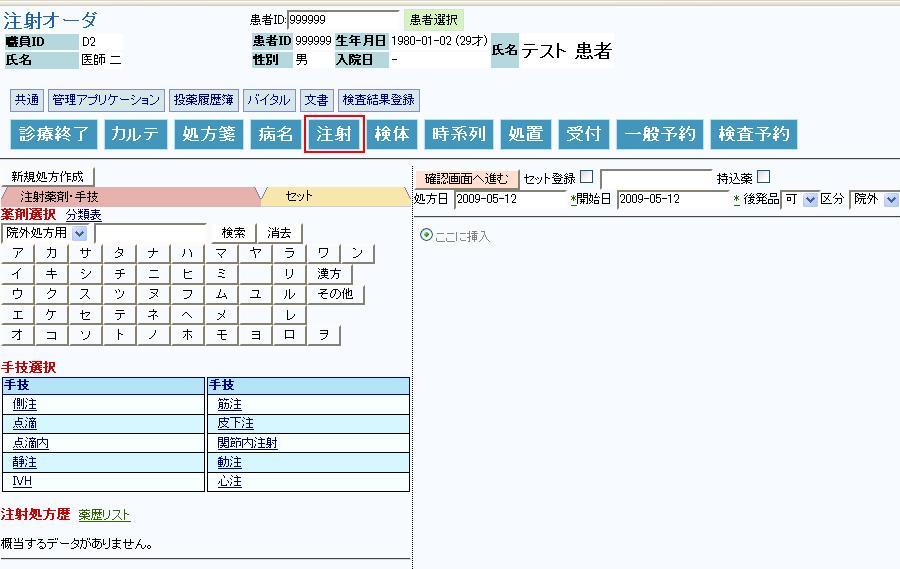 注射オーダ
患者ID: 999999 患者選択
職員ID D2
氏名 医師 二
患者ID 999999 生年月日 1980-01-02 (29才) 氏名 テスト 患者
性別 男 入院日 -
共通 管理アプリケーション 投薬履歴簿 バイタル 文書 検査結果登録
診療終了 カルテ 処方箋 病名 注射 検体 時系列 処置 受付 一般予約 検査予約
新規処方作成
注射薬剤・手技 セット
薬剤選択 分類表
院外処方用 検索 消去
ア カ サ タ ナ ハ マ ヤ ラ ワ ン
イ キ シ チ ニ ヒ ミ リ 漢方
ウ ク ス ツ ヌ フ ム ユ ル その他
エ ケ セ テ ネ ヘ メ レ
オ コ ソ ト ノ ホ モ ヨ ロ ヲ
手技選択
手技 手技
側注 筋注
点滴 皮下注
点滴内 関節内注射
静注 動注
IVH 心注
注射処方歴 薬歴リスト
概当するデータがありません。
確認画面へ進む セット登録 持込薬
処方日 2009-05-12 *開始日 2009-05-12 * 後発品 可 区分 院外
ここに挿入